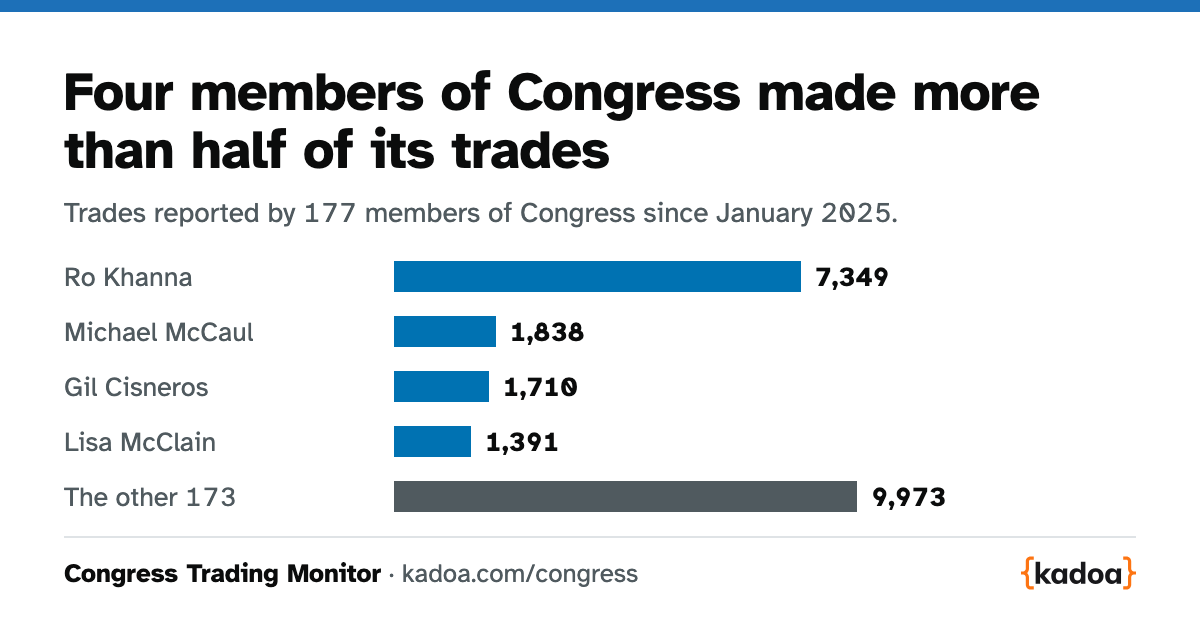 Four members of Congress made more
than half of its trades
Trades reported by 177 members of Congress since January 2025.
Ro Khanna 7,349
Michael McCaul 1,838
Gil Cisneros 1,710
Lisa McClain 1,391
The other 173 9,973
Congress Trading Monitor · kadoa.com/congress
{kadoa}